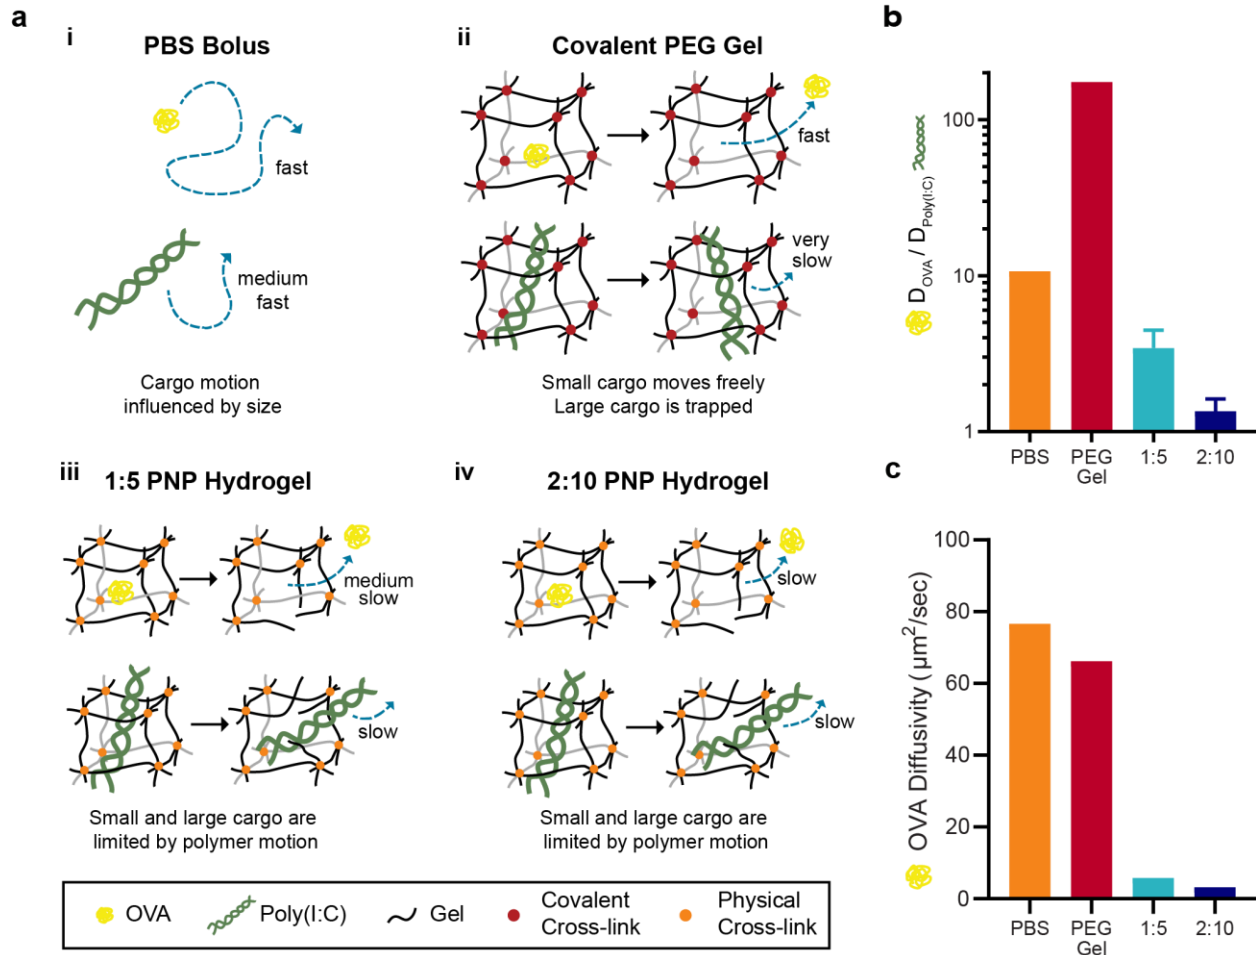 a
i
PBS Bolus
fast
medium
fast
Cargo motion
influenced by size
ii
Covalent PEG Gel
fast
very
slow
Small cargo moves freely
Large cargo is trapped
iii
1:5 PNP Hydrogel
medium
slow
slow
Small and large cargo are
limited by polymer motion
iv
2:10 PNP Hydrogel
slow
slow
Small and large cargo are
limited by polymer motion
OVA
Poly(I:C)
Gel
Covalent
Cross-link
Physical
Cross-link
b
D_OVA / D_Poly(I:C)
100
10
1
PBS
PEG
Gel
1:5
2:10
c
OVA Diffusivity (µm²/sec)
100
80
60
40
20
0
PBS
PEG
Gel
1:5
2:10